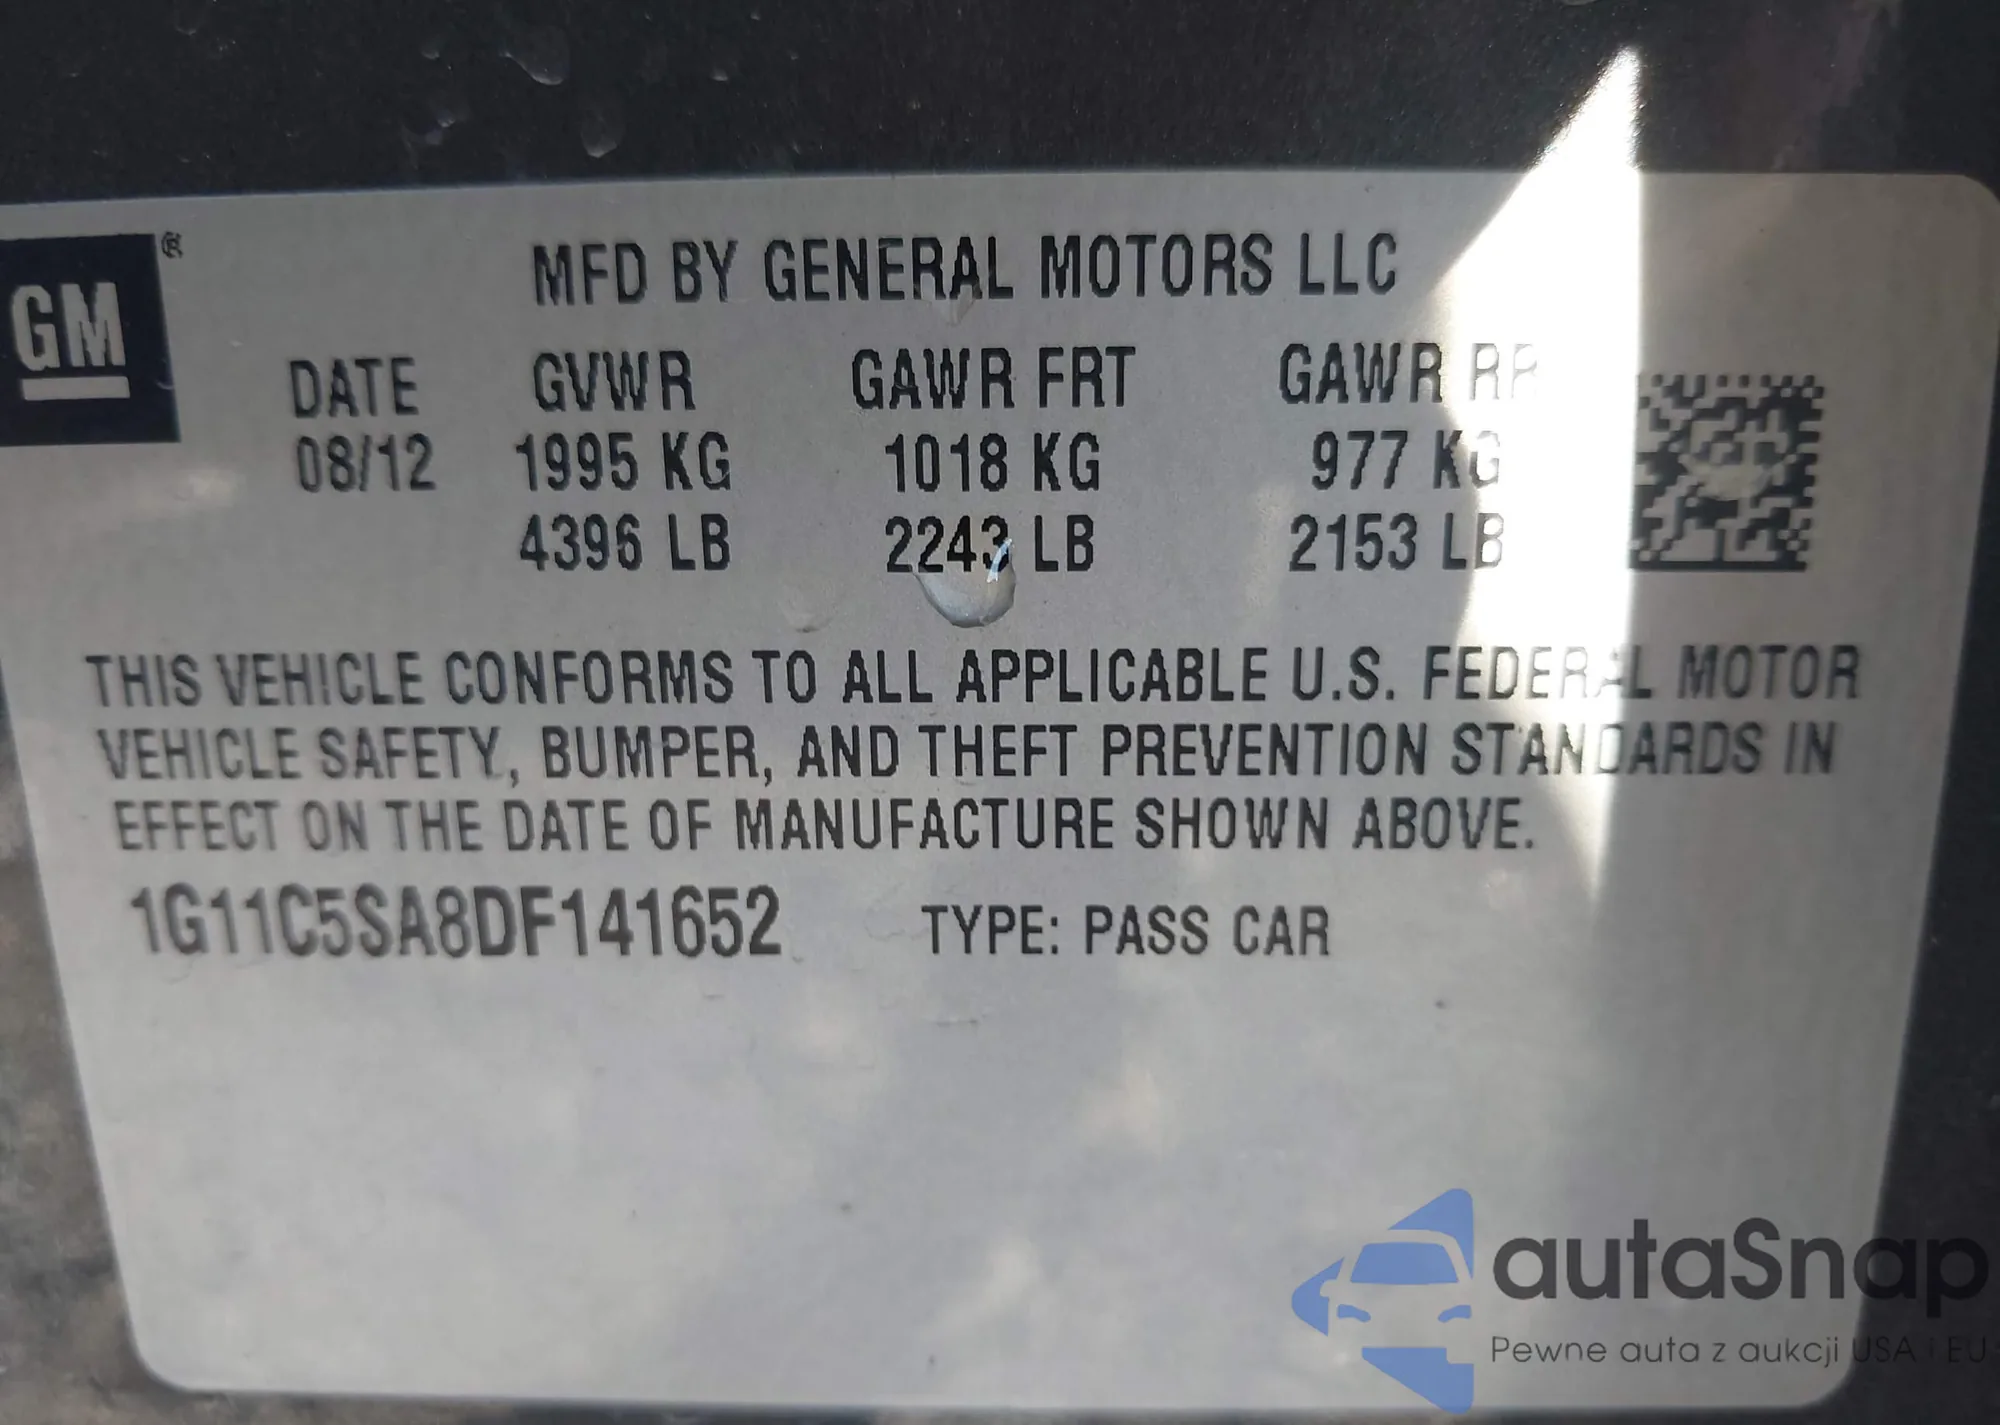 GM®
MFD BY GENERAL MOTORS LLC
DATE GVWR GAWR FRT GAWR RR
08/12 1995 KG 1018 KG 977 KG
4396 LB 2243 LB 2153 LB
THIS VEHICLE CONFORMS TO ALL APPLICABLE U.S. FEDERAL MOTOR
VEHICLE SAFETY, BUMPER, AND THEFT PREVENTION STANDARDS IN
EFFECT ON THE DATE OF MANUFACTURE SHOWN ABOVE.
1G11C5SA8DF141652 TYPE: PASS CAR
autaSnap
Pewne auta z aukcji USA i EU